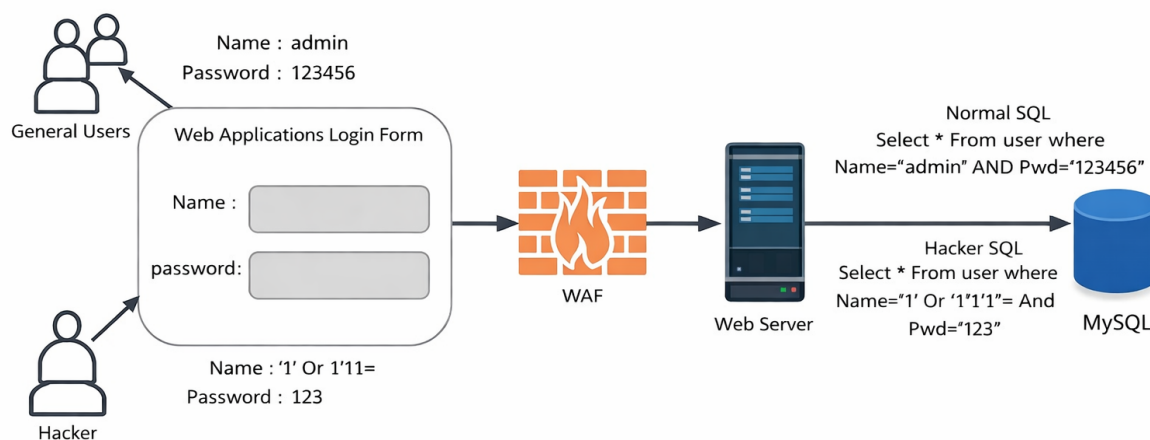 Name : admin
Password : 123456
General Users
Web Applications Login Form
Name :
password:
Name : ‘1’ Or 1'11=
Password : 123
Hacker
WAF
Web Server
Normal SQL
Select * From user where
Name=“admin” AND Pwd=“123456”
Hacker SQL
Select * From user where
Name="1’ Or ‘1'1'1”= And
Pwd=“123”
MySQL